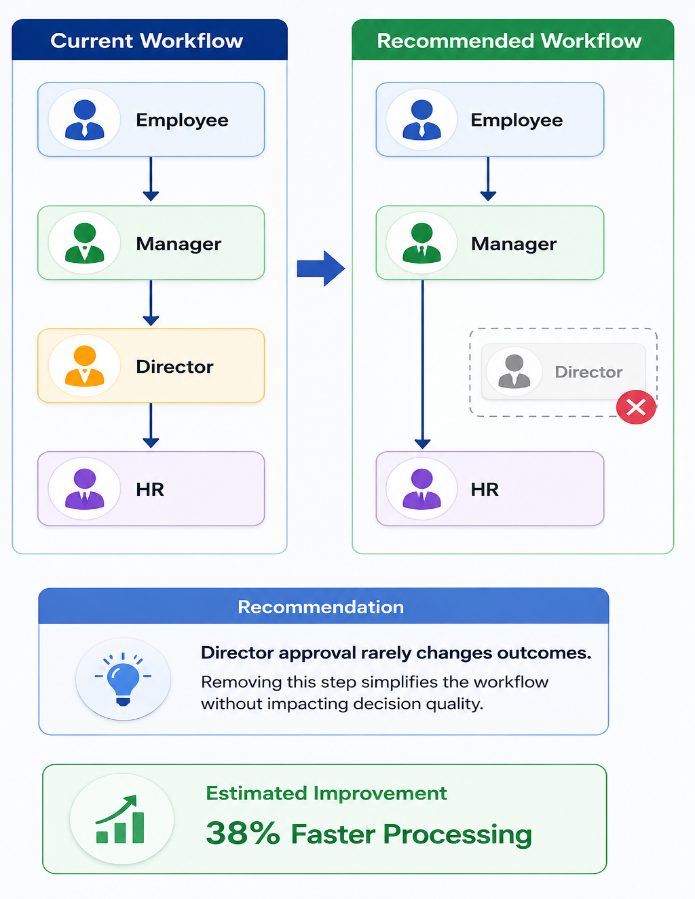 Current Workflow
Employee
Manager
Director
HR
Recommended Workflow
Employee
Manager
Director
HR
Recommendation
Director approval rarely changes outcomes.
Removing this step simplifies the workflow
without impacting decision quality.
Estimated Improvement
38% Faster Processing